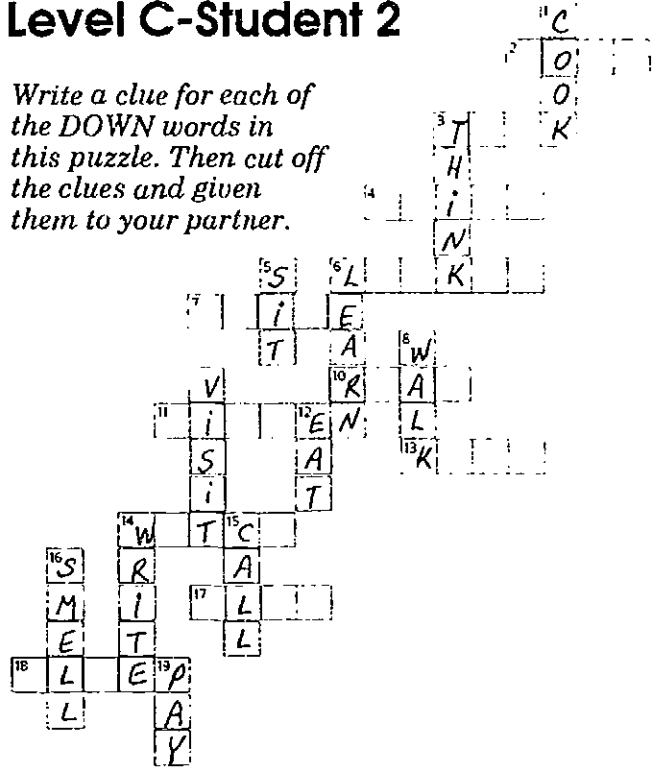 Level C-Student 2
Write a clue for each of
the DOWN words in
this puzzle. Then cut off
the clues and given
them to your partner.
1 C
2 O
O
3 T K
H
4 i
N
5 S 6 L K
7 i E
T A 8 W
V 10 R A
11 i 12 E N L
S A 13 K
i T
14 W T 15 C
16 S R A
M i 17 L
E T L
18 L E 19 P
L A
Y